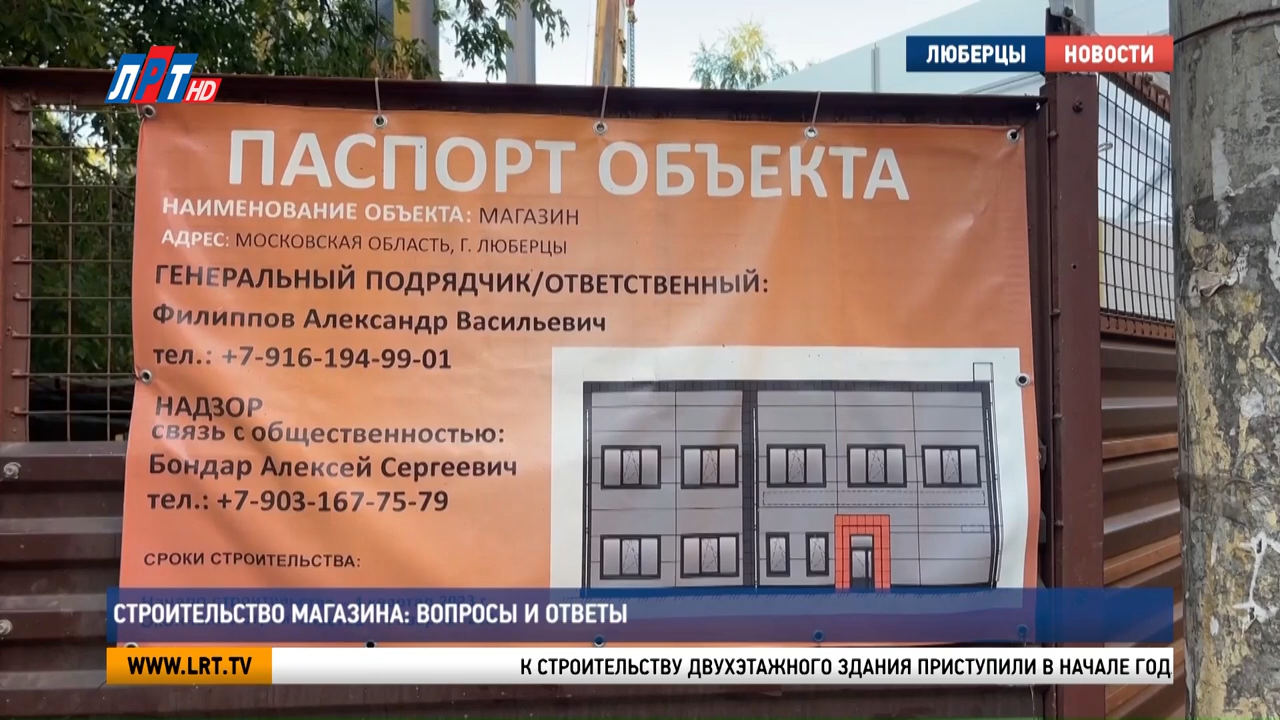 ЛРТ HD
ЛЮБЕРЦЫ НОВОСТИ
ПАСПОРТ ОБЪЕКТА
НАИМЕНОВАНИЕ ОБЪЕКТА: МАГАЗИН
АДРЕС: МОСКОВСКАЯ ОБЛАСТЬ, Г. ЛЮБЕРЦЫ
ГЕНЕРАЛЬНЫЙ ПОДРЯДЧИК/ОТВЕТСТВЕННЫЙ:
Филиппов Александр Васильевич
тел.: +7-916-194-99-01
НАДЗОР
связь с общественностью:
Бондар Алексей Сергеевич
тел.: +7-903-167-75-79
СРОКИ СТРОИТЕЛЬСТВА:
СТРОИТЕЛЬСТВО МАГАЗИНА: ВОПРОСЫ И ОТВЕТЫ
WWW.LRT.TV
К СТРОИТЕЛЬСТВУ ДВУХЭТАЖНОГО ЗДАНИЯ ПРИСТУПИЛИ В НАЧАЛЕ ГОД